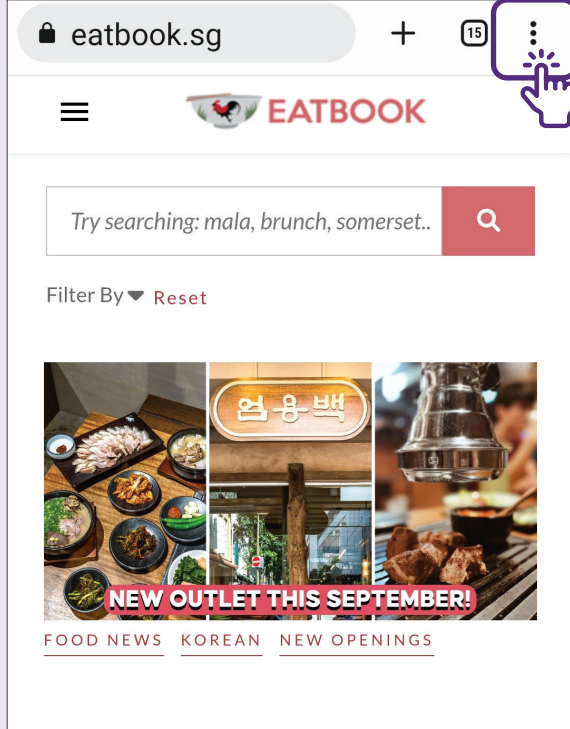 eatbook.sg
15
EATBOOK
Try searching: mala, brunch, somerset..
Filter By Reset
엄용백
NEW OUTLET THIS SEPTEMBER!
FOOD NEWS KOREAN NEW OPENINGS